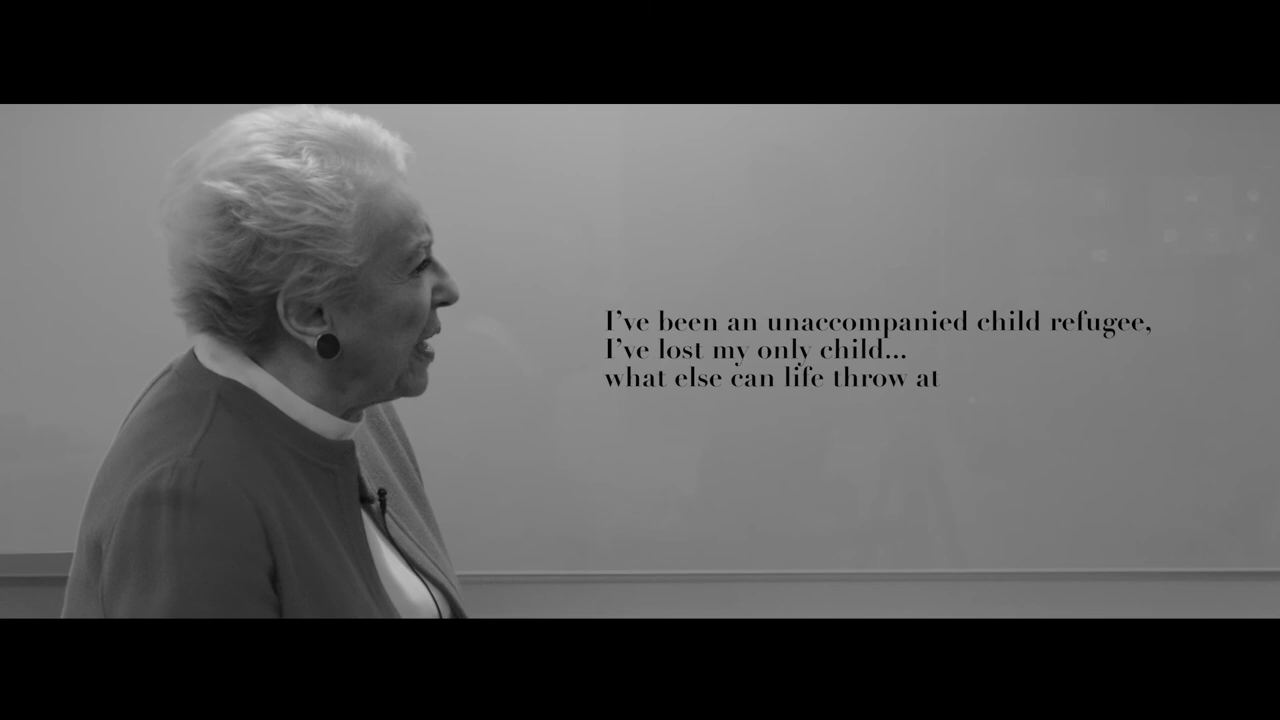 I’ve been an unaccompanied child refugee,
I’ve lost my only child...
what else can life throw at